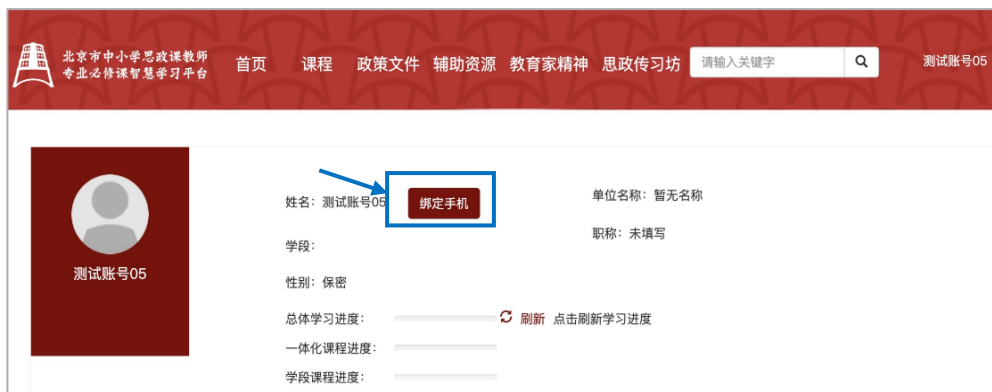 北京市中小学思政课教师
专业必修课智慧学习平台
首页 课程 政策文件 辅助资源 教育家精神 思政传习坊 请输入关键字 测试账号05
测试账号05
姓名：测试账号05 绑定手机 单位名称：暂无名称
学段： 职称：未填写
性别：保密
总体学习进度： 刷新 点击刷新学习进度
一体化课程进度：
学段课程进度：